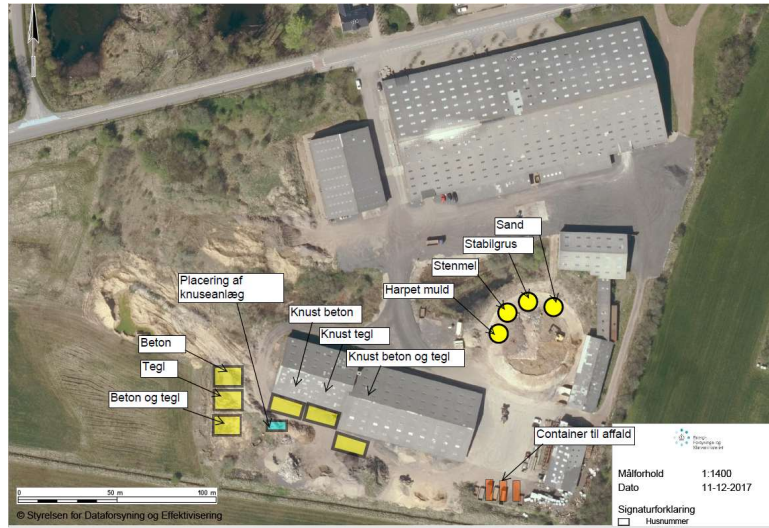 Sand
Stabilgrus
Stenmel
Harpet muld
Placering af
knuseanlæg
Knust beton
Knust tegl
Knust beton og tegl
Beton
Tegl
Beton og tegl
Container til affald
0 50 m 100 m
© Styrelsen for Dataforsyning og Effektivisering
Målforhold 1:1400
Dato 11-12-2017
Signaturforklaring
Husnummer